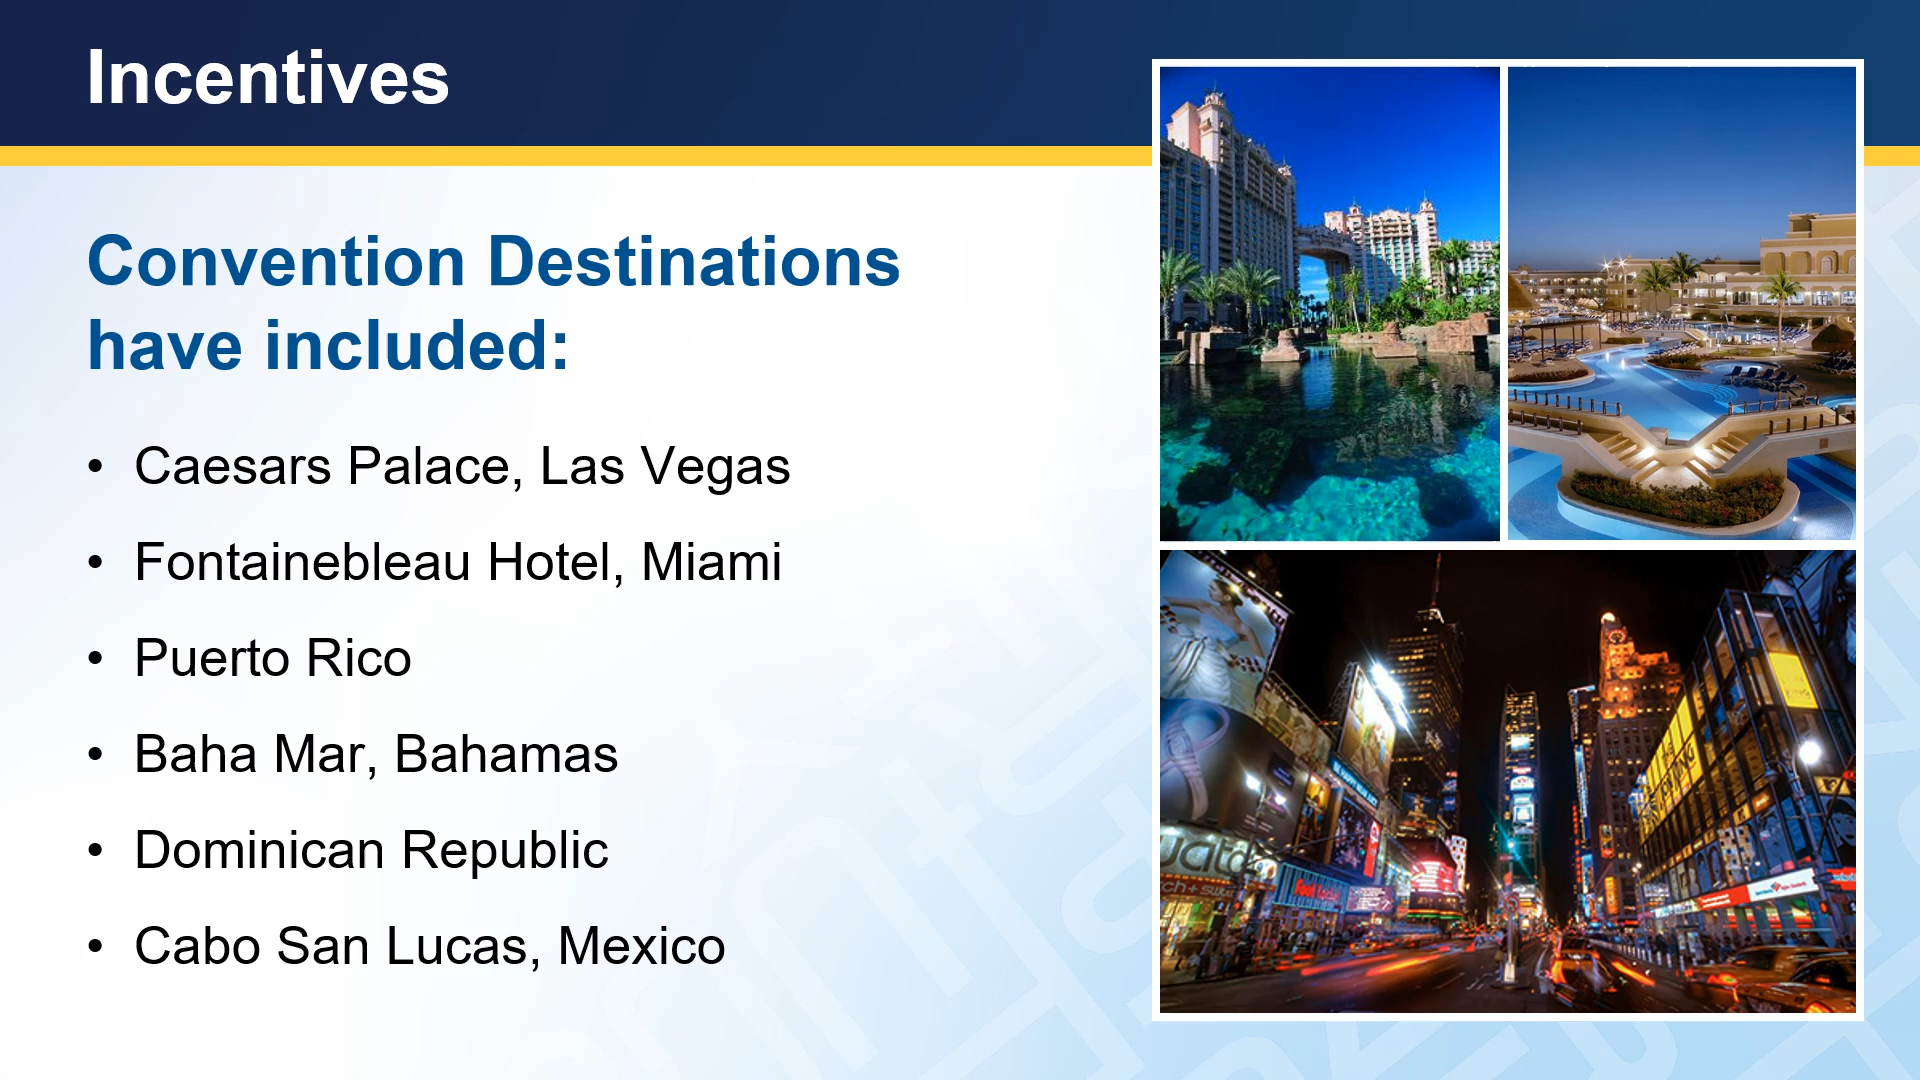 Incentives
Convention Destinations
have included:
• Caesars Palace, Las Vegas
• Fontainebleau Hotel, Miami
• Puerto Rico
• Baha Mar, Bahamas
• Dominican Republic
• Cabo San Lucas, Mexico